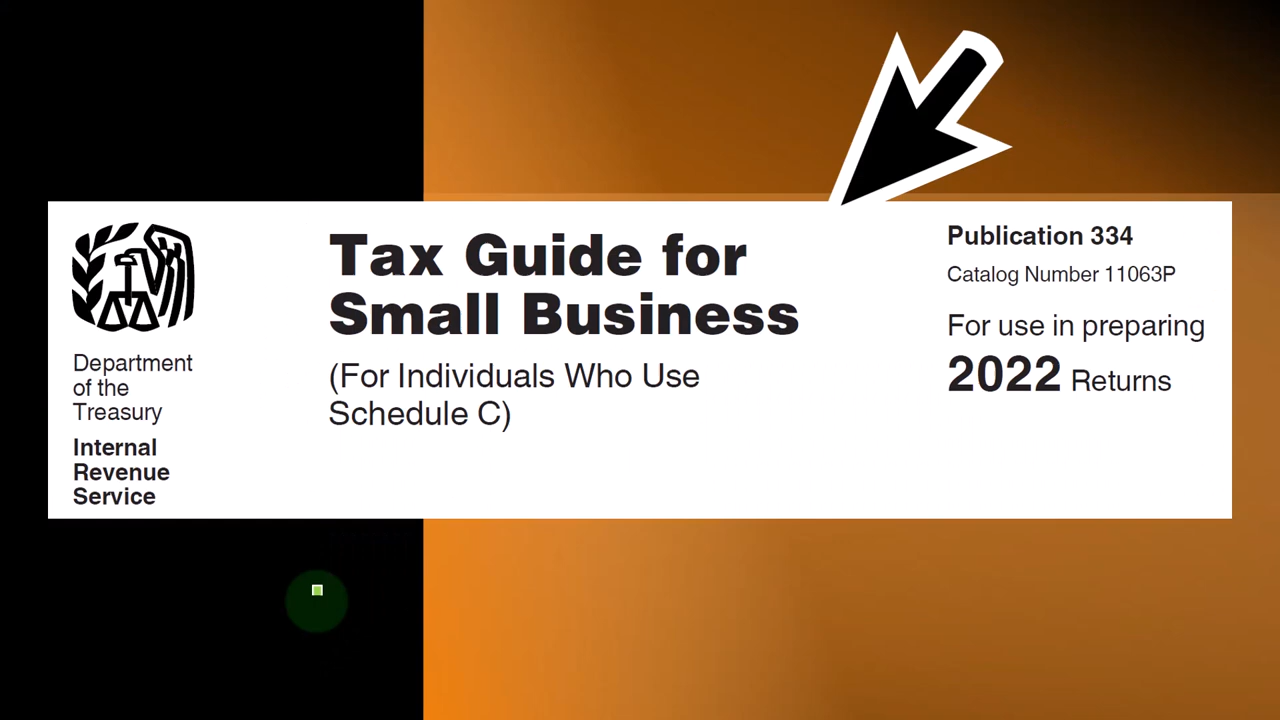 Department
of the
Treasury
Internal
Revenue
Service
Tax Guide for
Small Business
(For Individuals Who Use
Schedule C)
Publication 334
Catalog Number 11063P
For use in preparing
2022 Returns